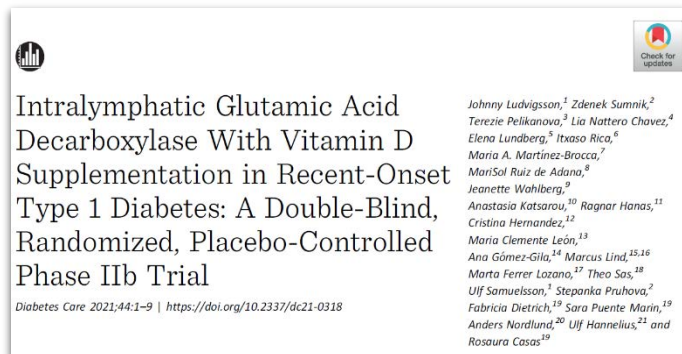 Check for
updates
Intralymphatic Glutamic Acid
Decarboxylase With Vitamin D
Supplementation in Recent-Onset
Type 1 Diabetes: A Double-Blind,
Randomized, Placebo-Controlled
Phase IIb Trial
Diabetes Care 2021;44:1–9 | https://doi.org/10.2337/dc21-0318
Johnny Ludvigsson,1 Zdenek Sumnik,2
Terezie Pelikanova,3 Lia Nattero Chavez,4
Elena Lundberg,5 Itxaso Rica,6
Maria A. Martínez-Brocca,7
MariSol Ruiz de Adana,8
Jeanette Wahlberg,9
Anastasia Katsarou,10 Ragnar Hanas,11
Cristina Hernandez,12
Maria Clemente León,13
Ana Gómez-Gila,14 Marcus Lind,15,16
Marta Ferrer Lozano,17 Theo Sas,18
Ulf Samuelsson,1 Stepanka Pruhova,2
Fabricia Dietrich,19 Sara Puente Marin,19
Anders Nordlund,20 Ulf Hannelius,21 and
Rosaura Casas19